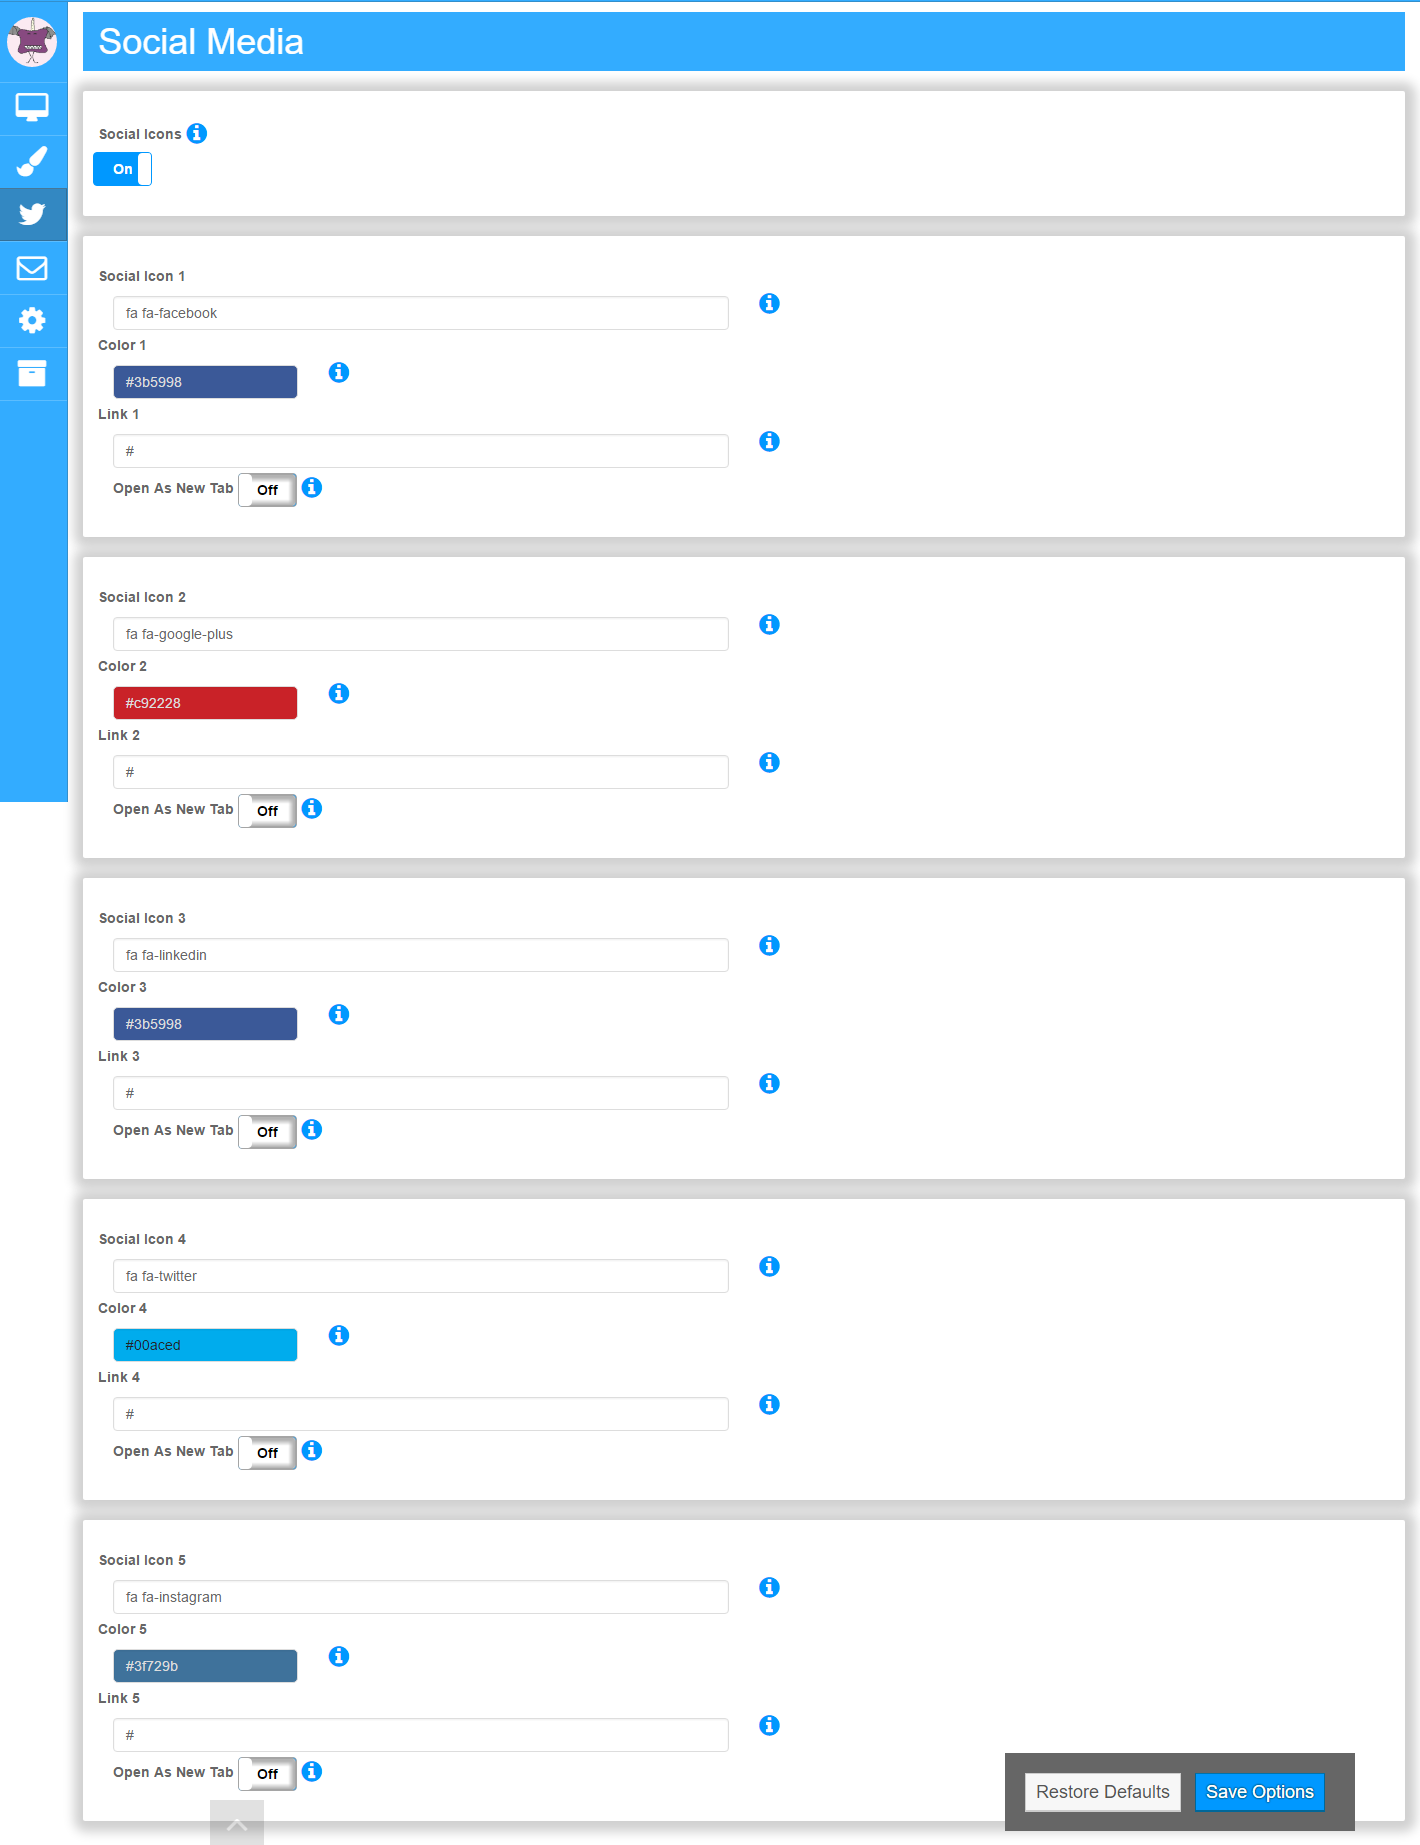 Social Media
Social Icons
On
Social Icon 1
fa fa-facebook
Color 1
#3b5998
Link 1
#
Open As New Tab Off
Social Icon 2
fa fa-google-plus
Color 2
#c92228
Link 2
#
Open As New Tab Off
Social Icon 3
fa fa-linkedin
Color 3
#3b5998
Link 3
#
Open As New Tab Off
Social Icon 4
fa fa-twitter
Color 4
#00aced
Link 4
#
Open As New Tab Off
Social Icon 5
fa fa-instagram
Color 5
#3f729b
Link 5
#
Open As New Tab Off
Restore Defaults Save Options